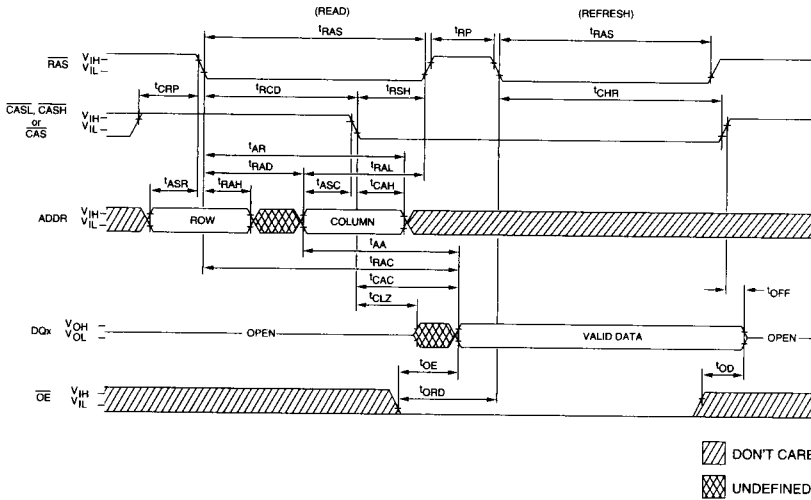 (READ) (REFRESH)
tRAS tRP tRAS
RAS VIH VIL
tCRP tRCD tRSH tCHR
CASL, CASH or CAS VIH VIL
tAR
tRAD tRAL
tASR tRAH tASC tCAH
ADDR VIH VIL ROW COLUMN
tAA
tRAC
tCAC
tCLZ tOFF
DQx VOH VOL OPEN VALID DATA OPEN
tOE tOD
tORD
OE VIH VIL
DON'T CARE
UNDEFINED